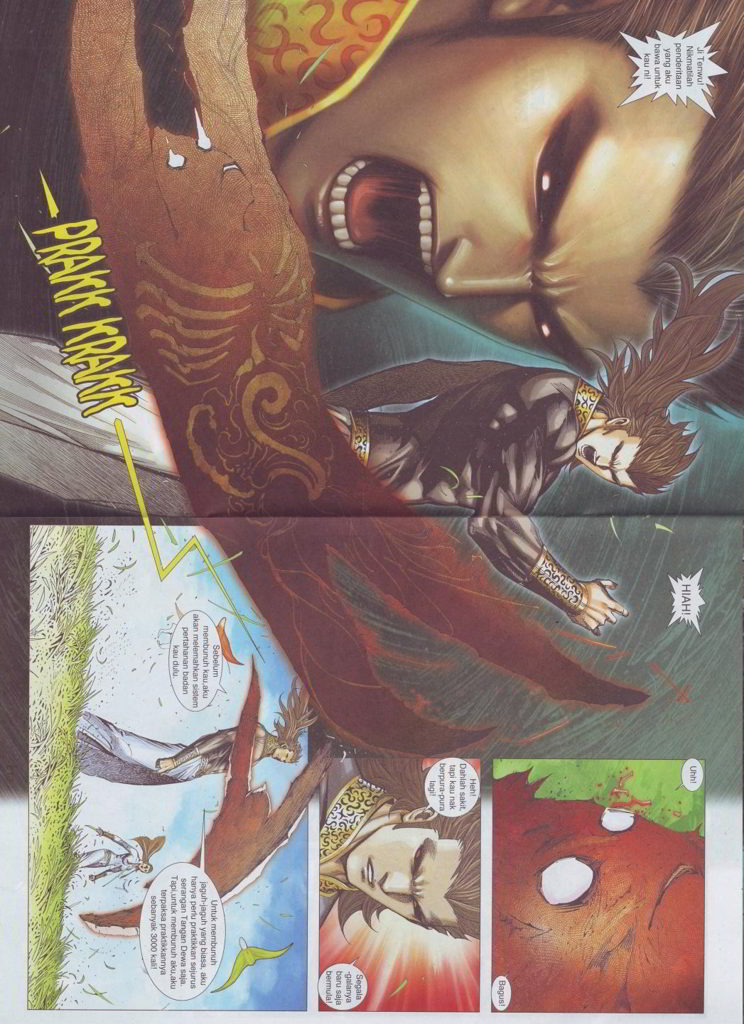 Ji Tenwu!
Nikmatilah
penderitaan
yang aku
bawa untuk
kau ni!
PRAKK KRAKK
HIAH!
Uhh!
Bagus!
Heh!
Dahlah sakit,
tapi kau nak
berpura-pura
lagi!
Segala
-galanya
baru saja
bermula!
Sebelum
membunuh kau,aku
akan melemahkan sistem
pertahanan badan
kau dulu.
Untuk membunuh
jaguh-jaguh yang biasa, aku
hanya perlu praktikkan sejurus
serangan Tangan Dewa saja.
Tapi,untuk membunuh aku,aku
terpaksa praktikkannya
sebanyak 3000 kali!